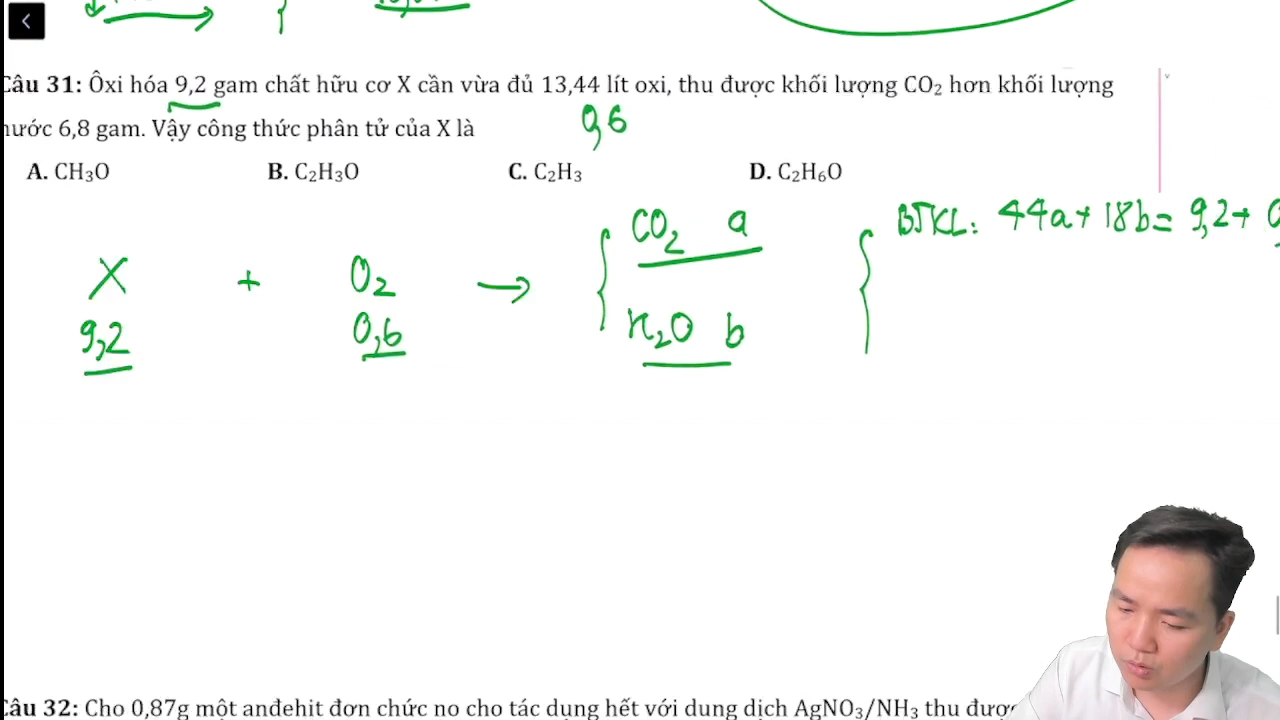 Câu 31: Ôxi hóa 9,2 gam chất hữu cơ X cần vừa đủ 13,44 lít oxi, thu được khối lượng CO₂ hơn khối lượng
nước 6,8 gam. Vậy công thức phân tử của X là
0,6
A. CH₃O B. C₂H₃O C. C₂H₃ D. C₂H₆O
X + O₂ → { CO₂ a
H₂O b
9,2 0,6
{ BTKL: 44a + 18b = 9,2 +
Câu 32: Cho 0,87g một anđehit đơn chức no cho tác dụng hết với dung dịch AgNO₃/NH₃ thu được